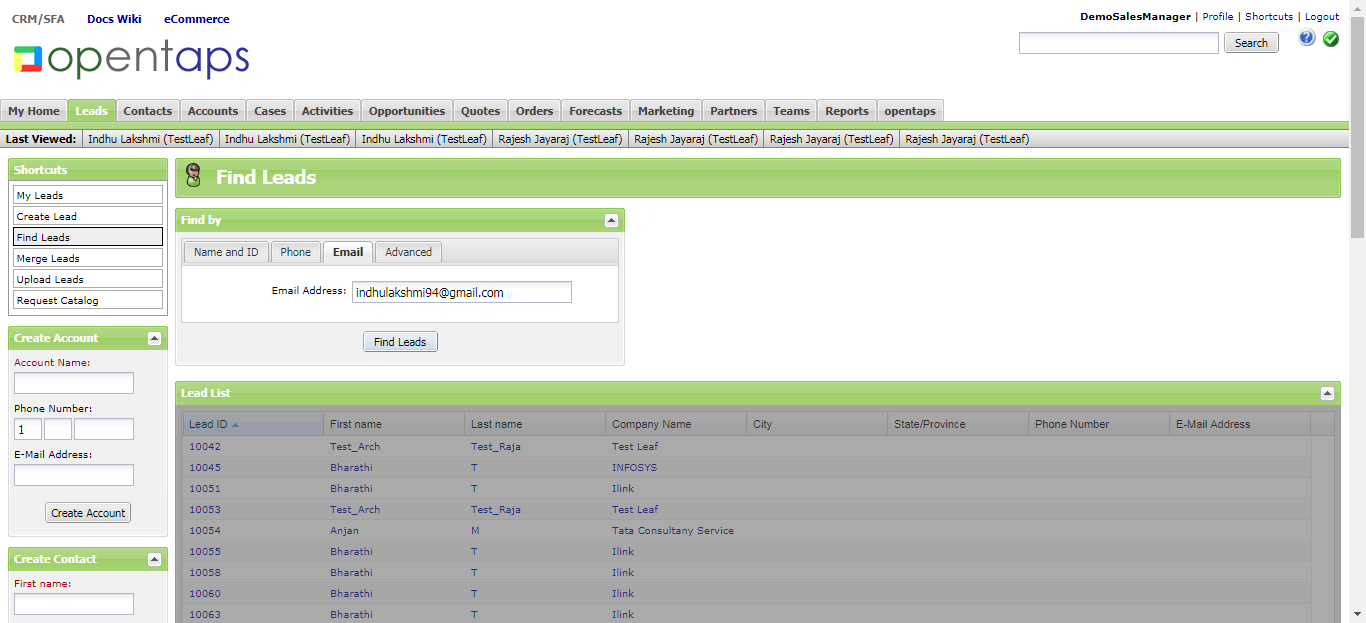 CRM/SFA Docs Wiki eCommerce
DemoSalesManager | Profile | Shortcuts | Logout
opentaps
Search
?
My Home Leads Contacts Accounts Cases Activities Opportunities Quotes Orders Forecasts Marketing Partners Teams Reports opentaps
Last Viewed: Indhu Lakshmi (TestLeaf) Indhu Lakshmi (TestLeaf) Indhu Lakshmi (TestLeaf) Rajesh Jayaraj (TestLeaf) Rajesh Jayaraj (TestLeaf) Rajesh Jayaraj (TestLeaf) Rajesh Jayaraj (TestLeaf)
Shortcuts
My Leads
Create Lead
Find Leads
Merge Leads
Upload Leads
Request Catalog
Create Account
Account Name:
Phone Number:
1
E-Mail Address:
Create Account
Create Contact
First name:
Find Leads
Find by
Name and ID Phone Email Advanced
Email Address: indhulakshmi94@gmail.com
Find Leads
Lead List
Lead ID First name Last name Company Name City State/Province Phone Number E-Mail Address
10042 Test_Arch Test_Raja Test Leaf
10045 Bharathi T INFOSYS
10051 Bharathi T Ilink
10053 Test_Arch Test_Raja Test Leaf
10054 Anjan M Tata Consultany Service
10055 Bharathi T Ilink
10058 Bharathi T Ilink
10060 Bharathi T Ilink
10063 Bharathi T Ilink